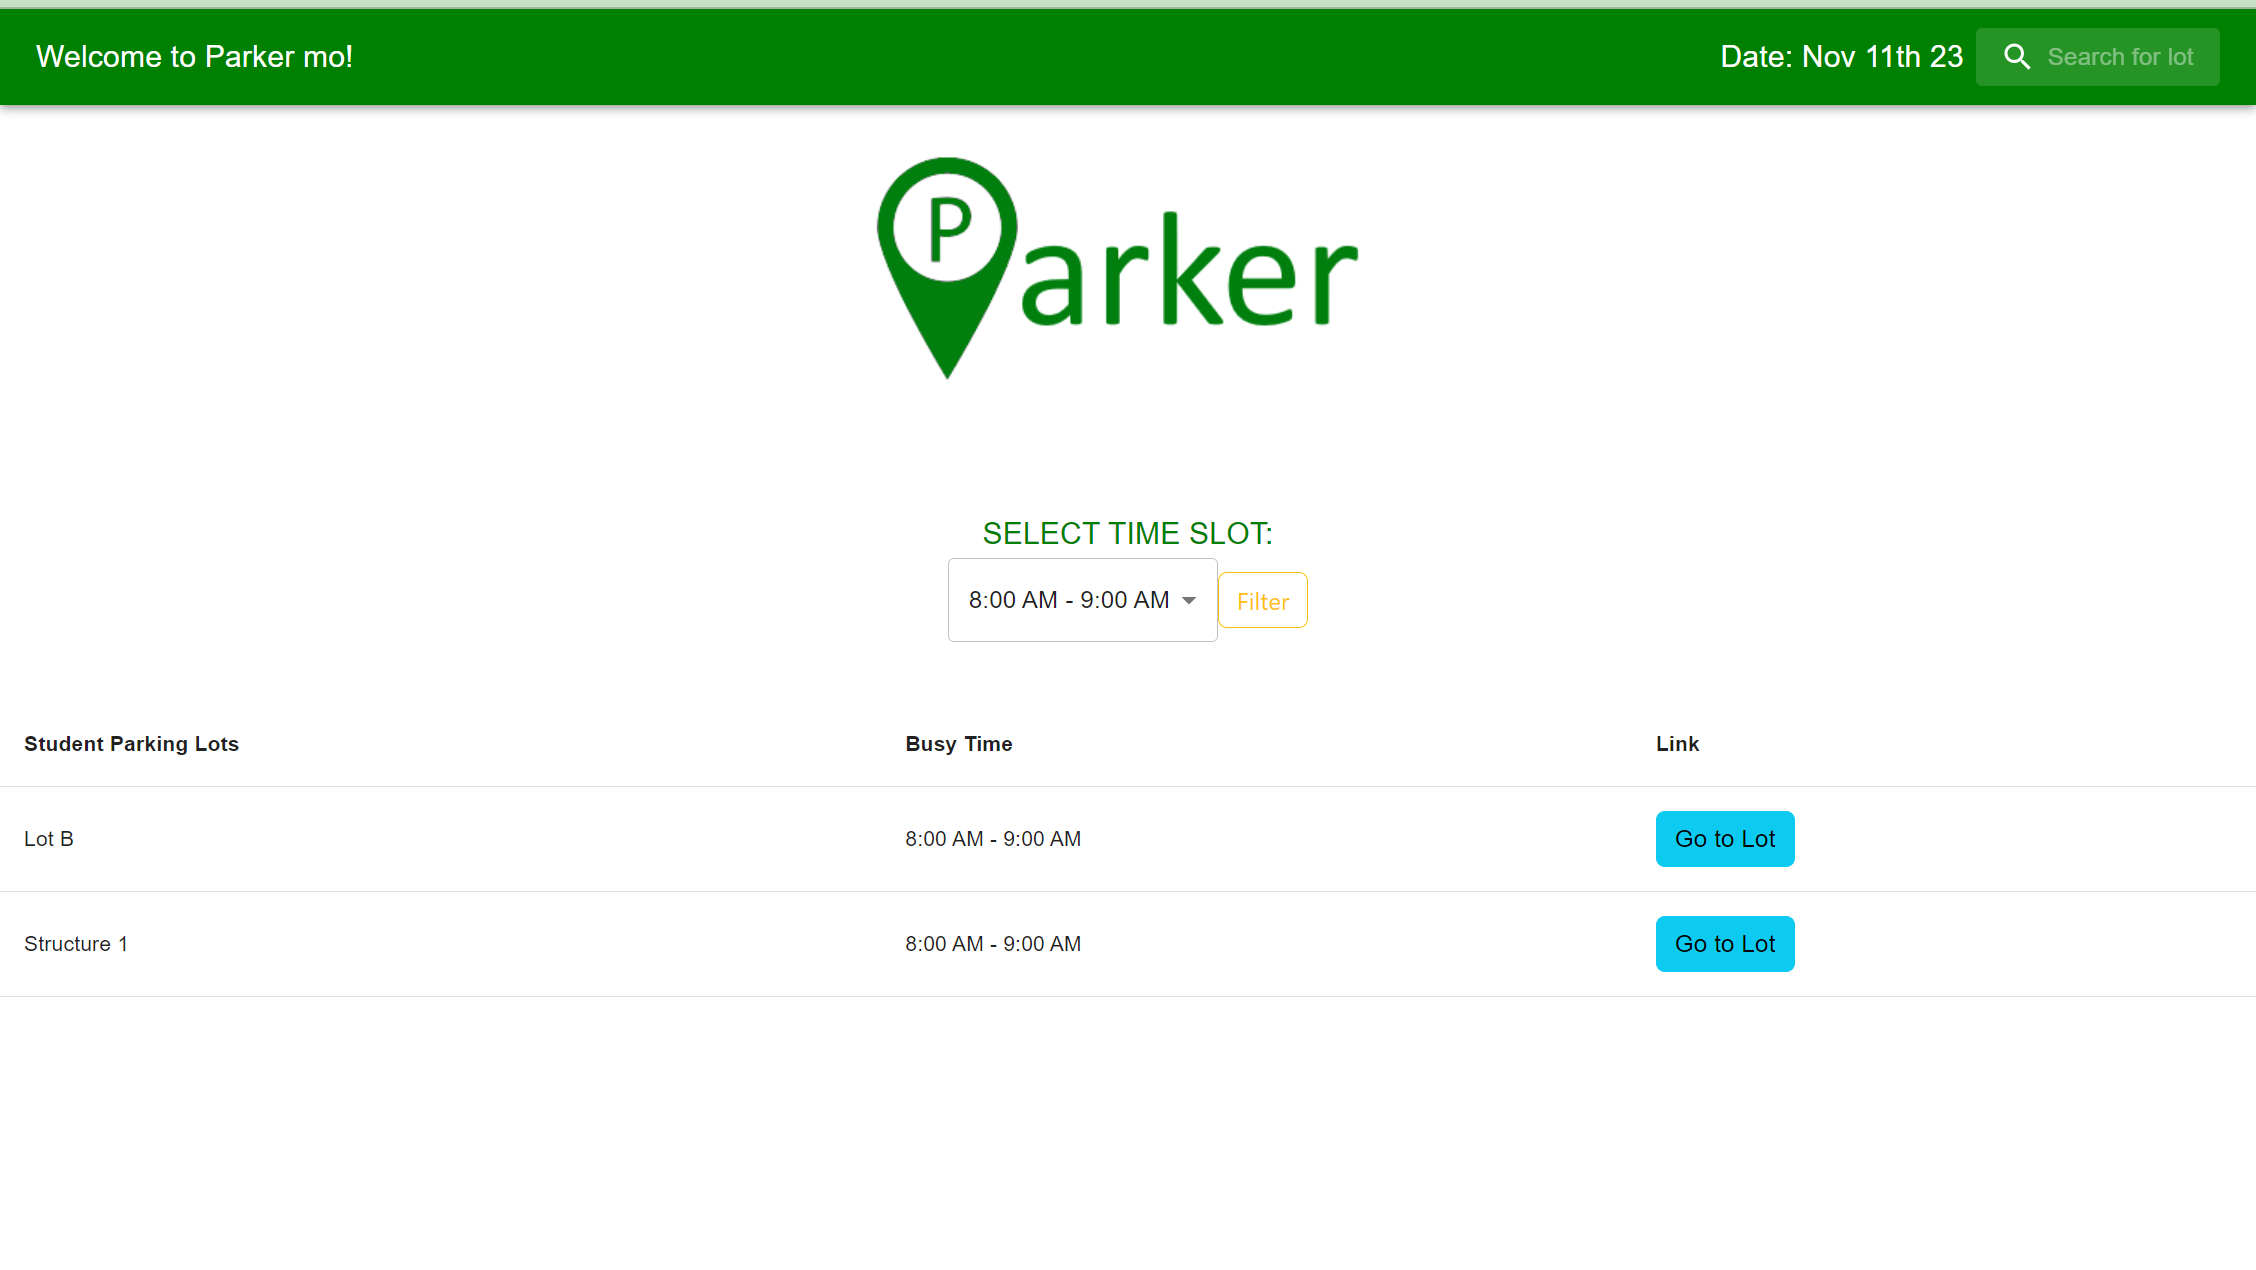 Welcome to Parker mo!
Date: Nov 11th 23
Search for lot
Parker
SELECT TIME SLOT:
8:00 AM - 9:00 AM
Filter
Student Parking Lots Busy Time Link
Lot B 8:00 AM - 9:00 AM Go to Lot
Structure 1 8:00 AM - 9:00 AM Go to Lot